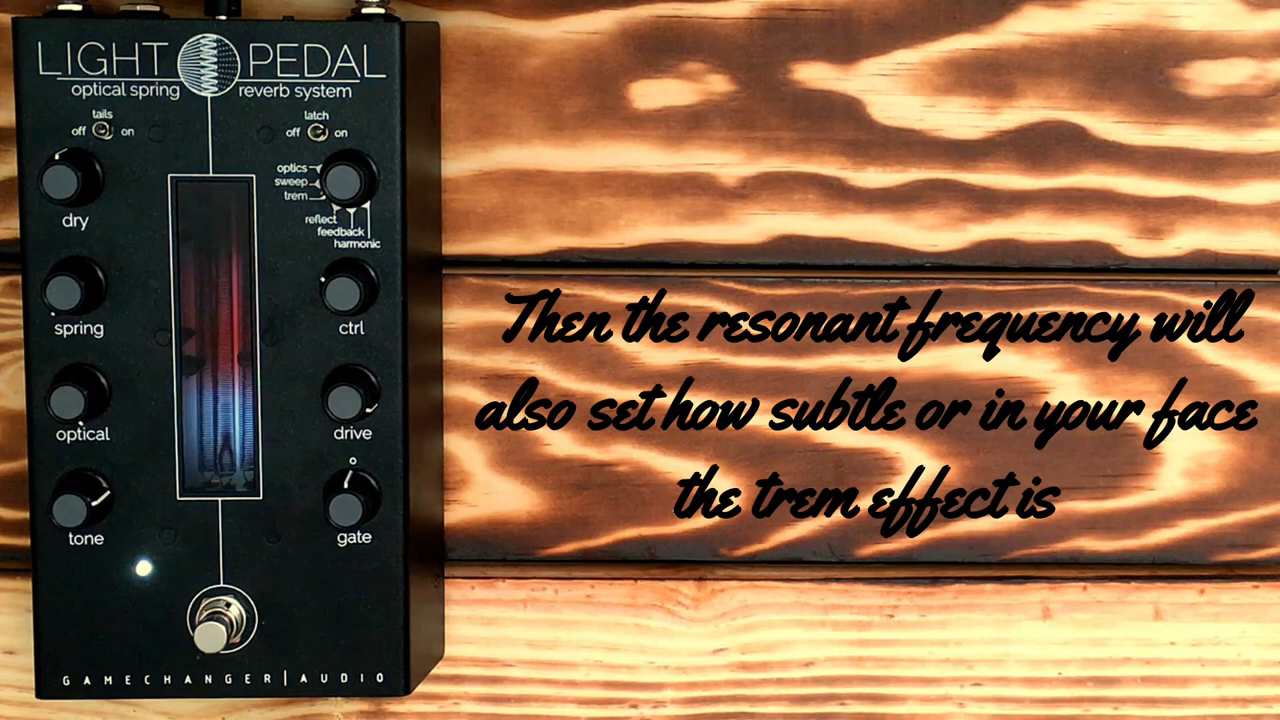 LIGHT PEDAL
optical spring reverb system
tails
off on
latch
off on
dry
optics
sweep
trem
reflect
feedback
harmonic
spring
ctrl
optical
drive
tone
gate
GAMECHANGER|AUDIO
Then the resonant frequency will
also set how subtle or in your face
the trem effect is